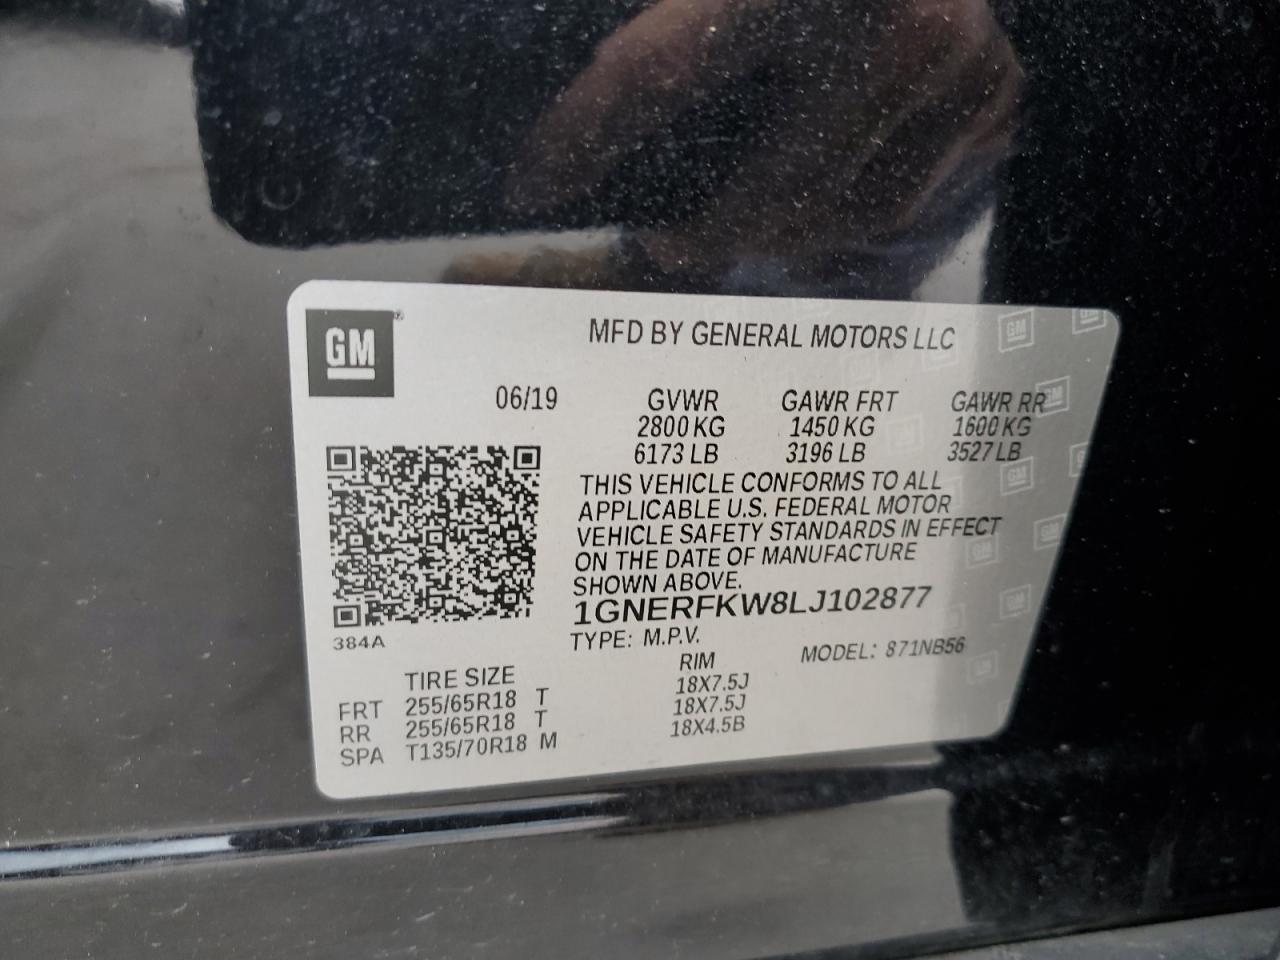 GM®
MFD BY GENERAL MOTORS LLC
06/19 GVWR GAWR FRT GAWR RR
2800 KG 1450 KG 1600 KG
6173 LB 3196 LB 3527 LB
THIS VEHICLE CONFORMS TO ALL
APPLICABLE U.S. FEDERAL MOTOR
VEHICLE SAFETY STANDARDS IN EFFECT
ON THE DATE OF MANUFACTURE
SHOWN ABOVE.
1GNERFKW8LJ102877
384A
TYPE: M.P.V. MODEL: 871NB56
TIRE SIZE RIM
FRT 255/65R18 T 18X7.5J
RR 255/65R18 T 18X7.5J
SPA T135/70R18 M 18X4.5B